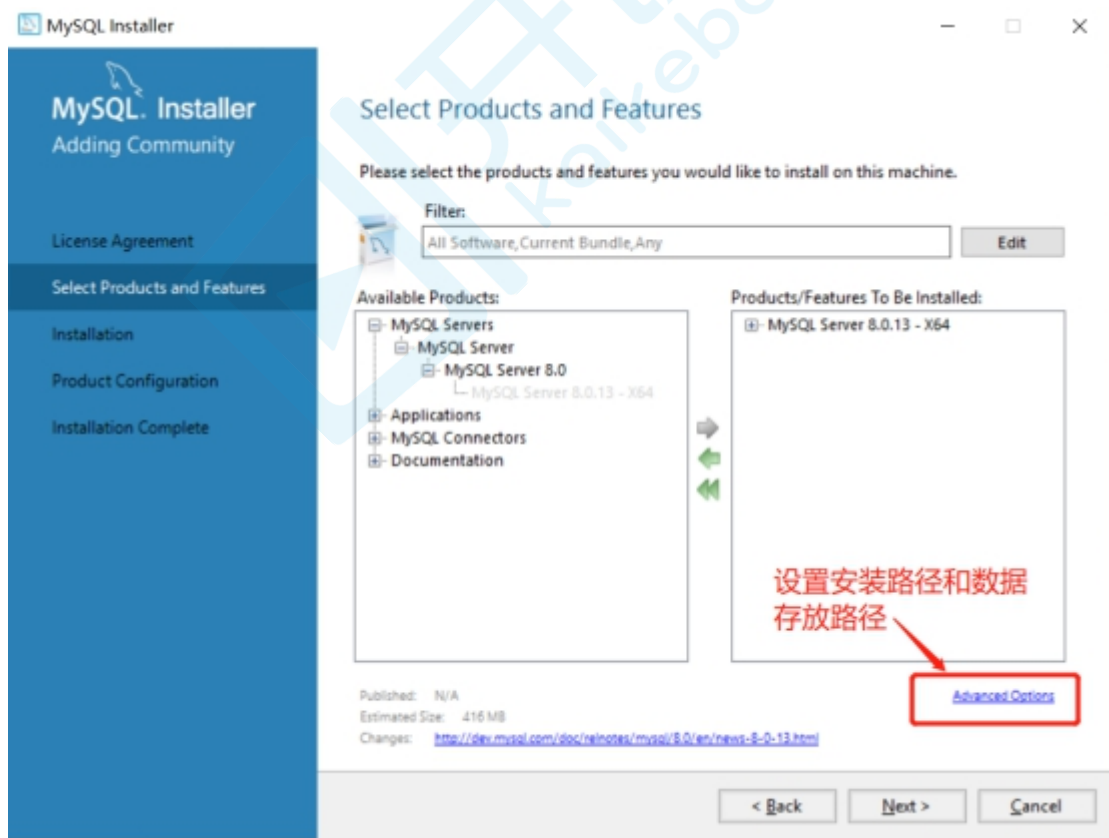 MySQL Installer
MySQL. Installer
Adding Community
License Agreement
Select Products and Features
Installation
Product Configuration
Installation Complete
Select Products and Features
Please select the products and features you would like to install on this machine.
Filter:
All Software,Current Bundle,Any
Edit
Available Products:
MySQL Servers
MySQL Server
MySQL Server 8.0
MySQL Server 8.0.13 - X64
Applications
MySQL Connectors
Documentation
Products/Features To Be Installed:
MySQL Server 8.0.13 - X64
设置安装路径和数据
存放路径
Advanced Options
Published: N/A
Estimated Size: 416 MB
Changes: http://dev.mysql.com/doc/relnotes/mysql/8.0/en/news-8-0-13.html
< Back
Next >
Cancel